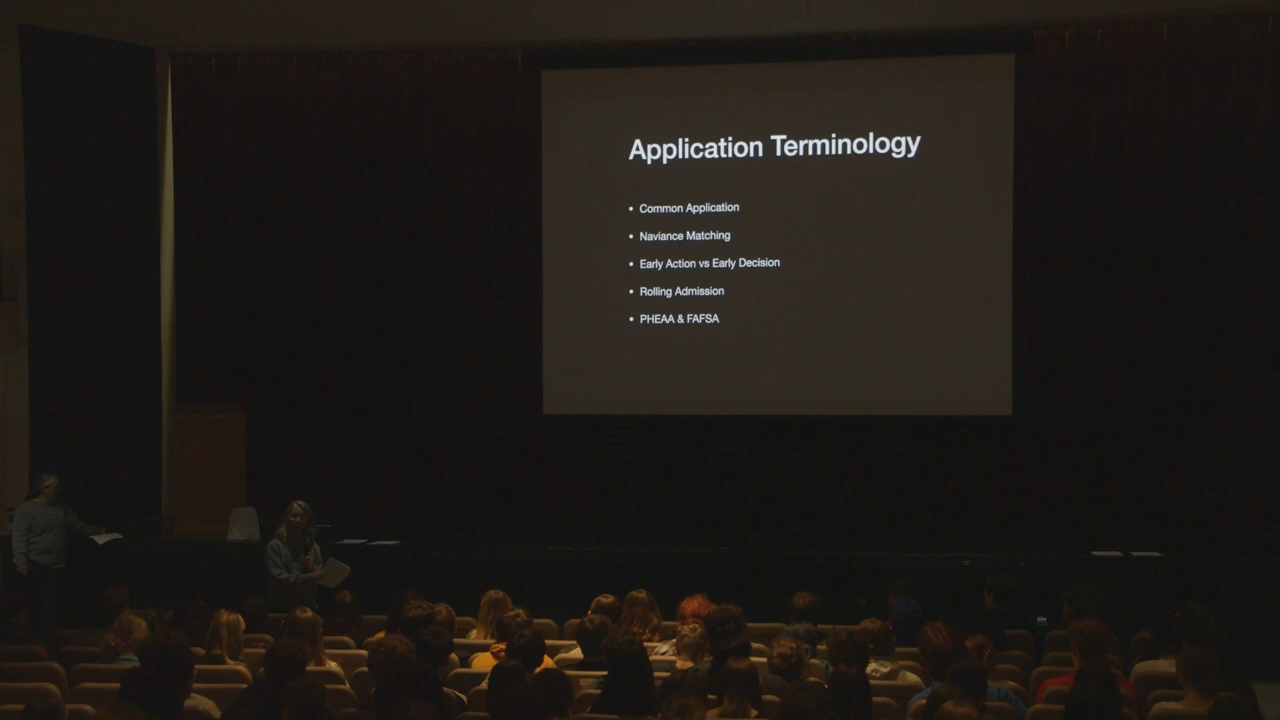 Application Terminology
• Common Application
• Naviance Matching
• Early Action vs Early Decision
• Rolling Admission
• PHEAA & FAFSA